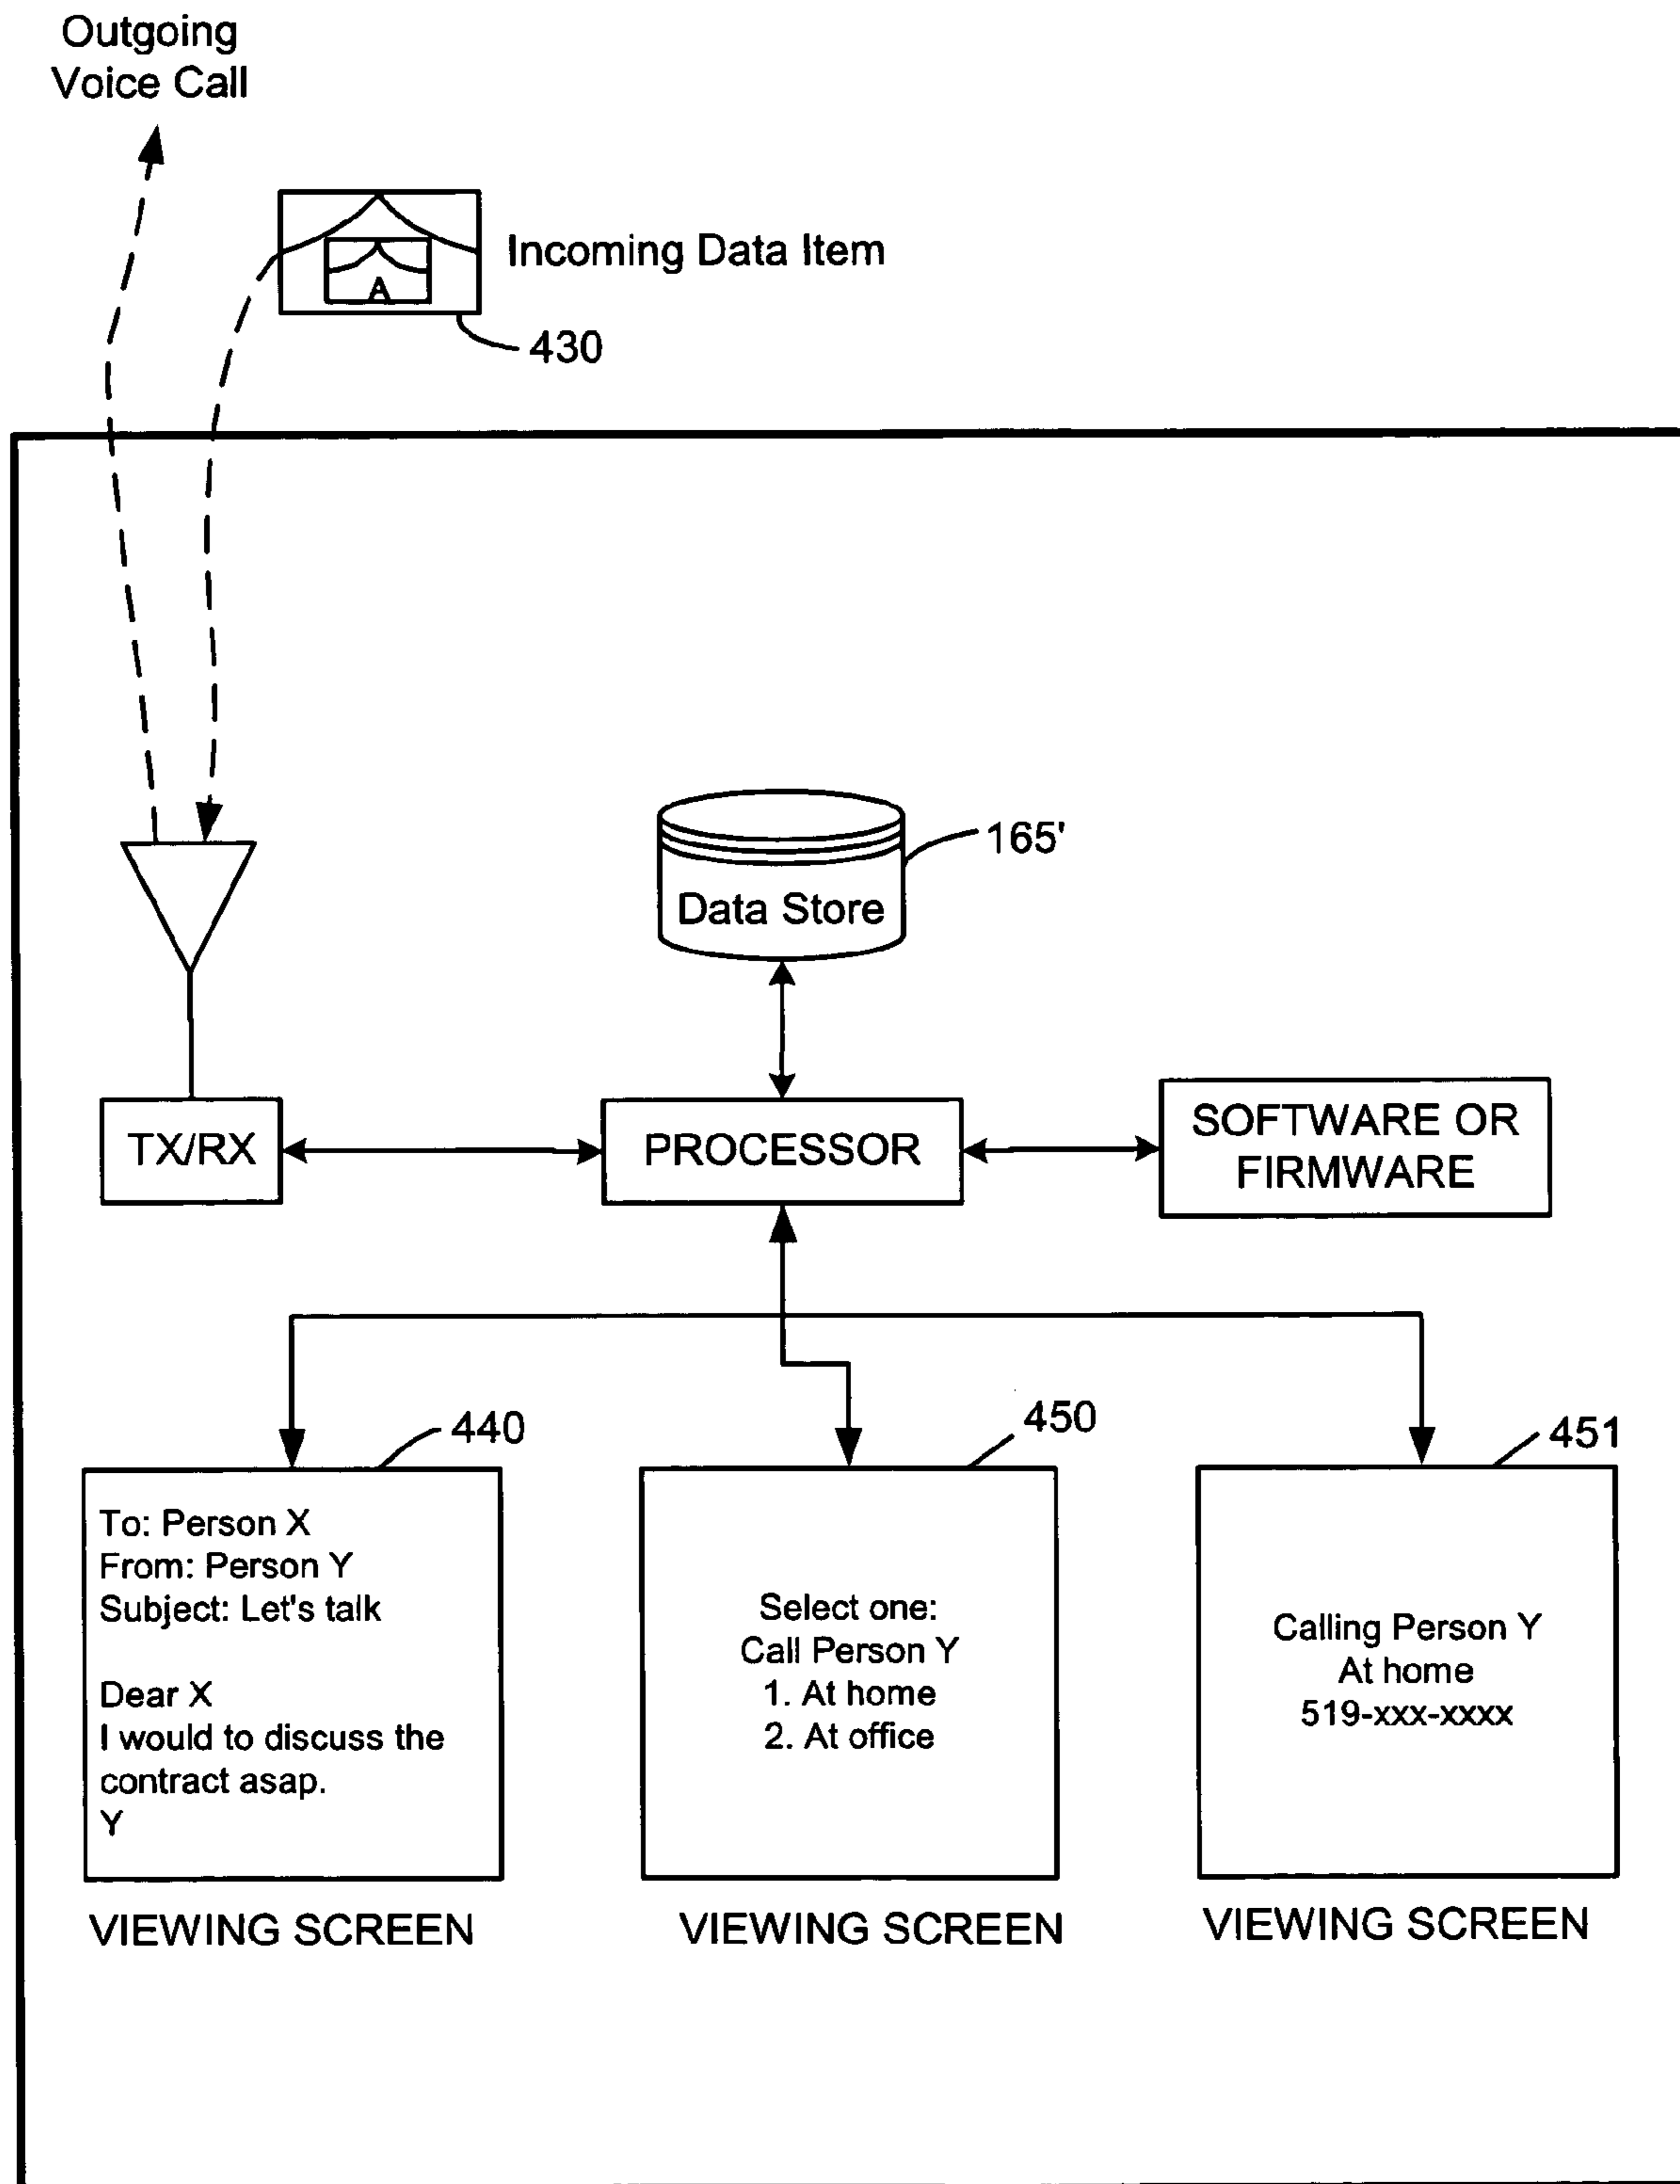 Outgoing
Voice Call
Incoming Data Item
A
430
165'
Data Store
TX/RX
PROCESSOR
SOFTWARE OR
FIRMWARE
440
450
451
To: Person X
From: Person Y
Subject: Let's talk
Dear X
I would to discuss the
contract asap.
Y
Select one:
Call Person Y
1. At home
2. At office
Calling Person Y
At home
519-xxx-xxxx
VIEWING SCREEN
VIEWING SCREEN
VIEWING SCREEN